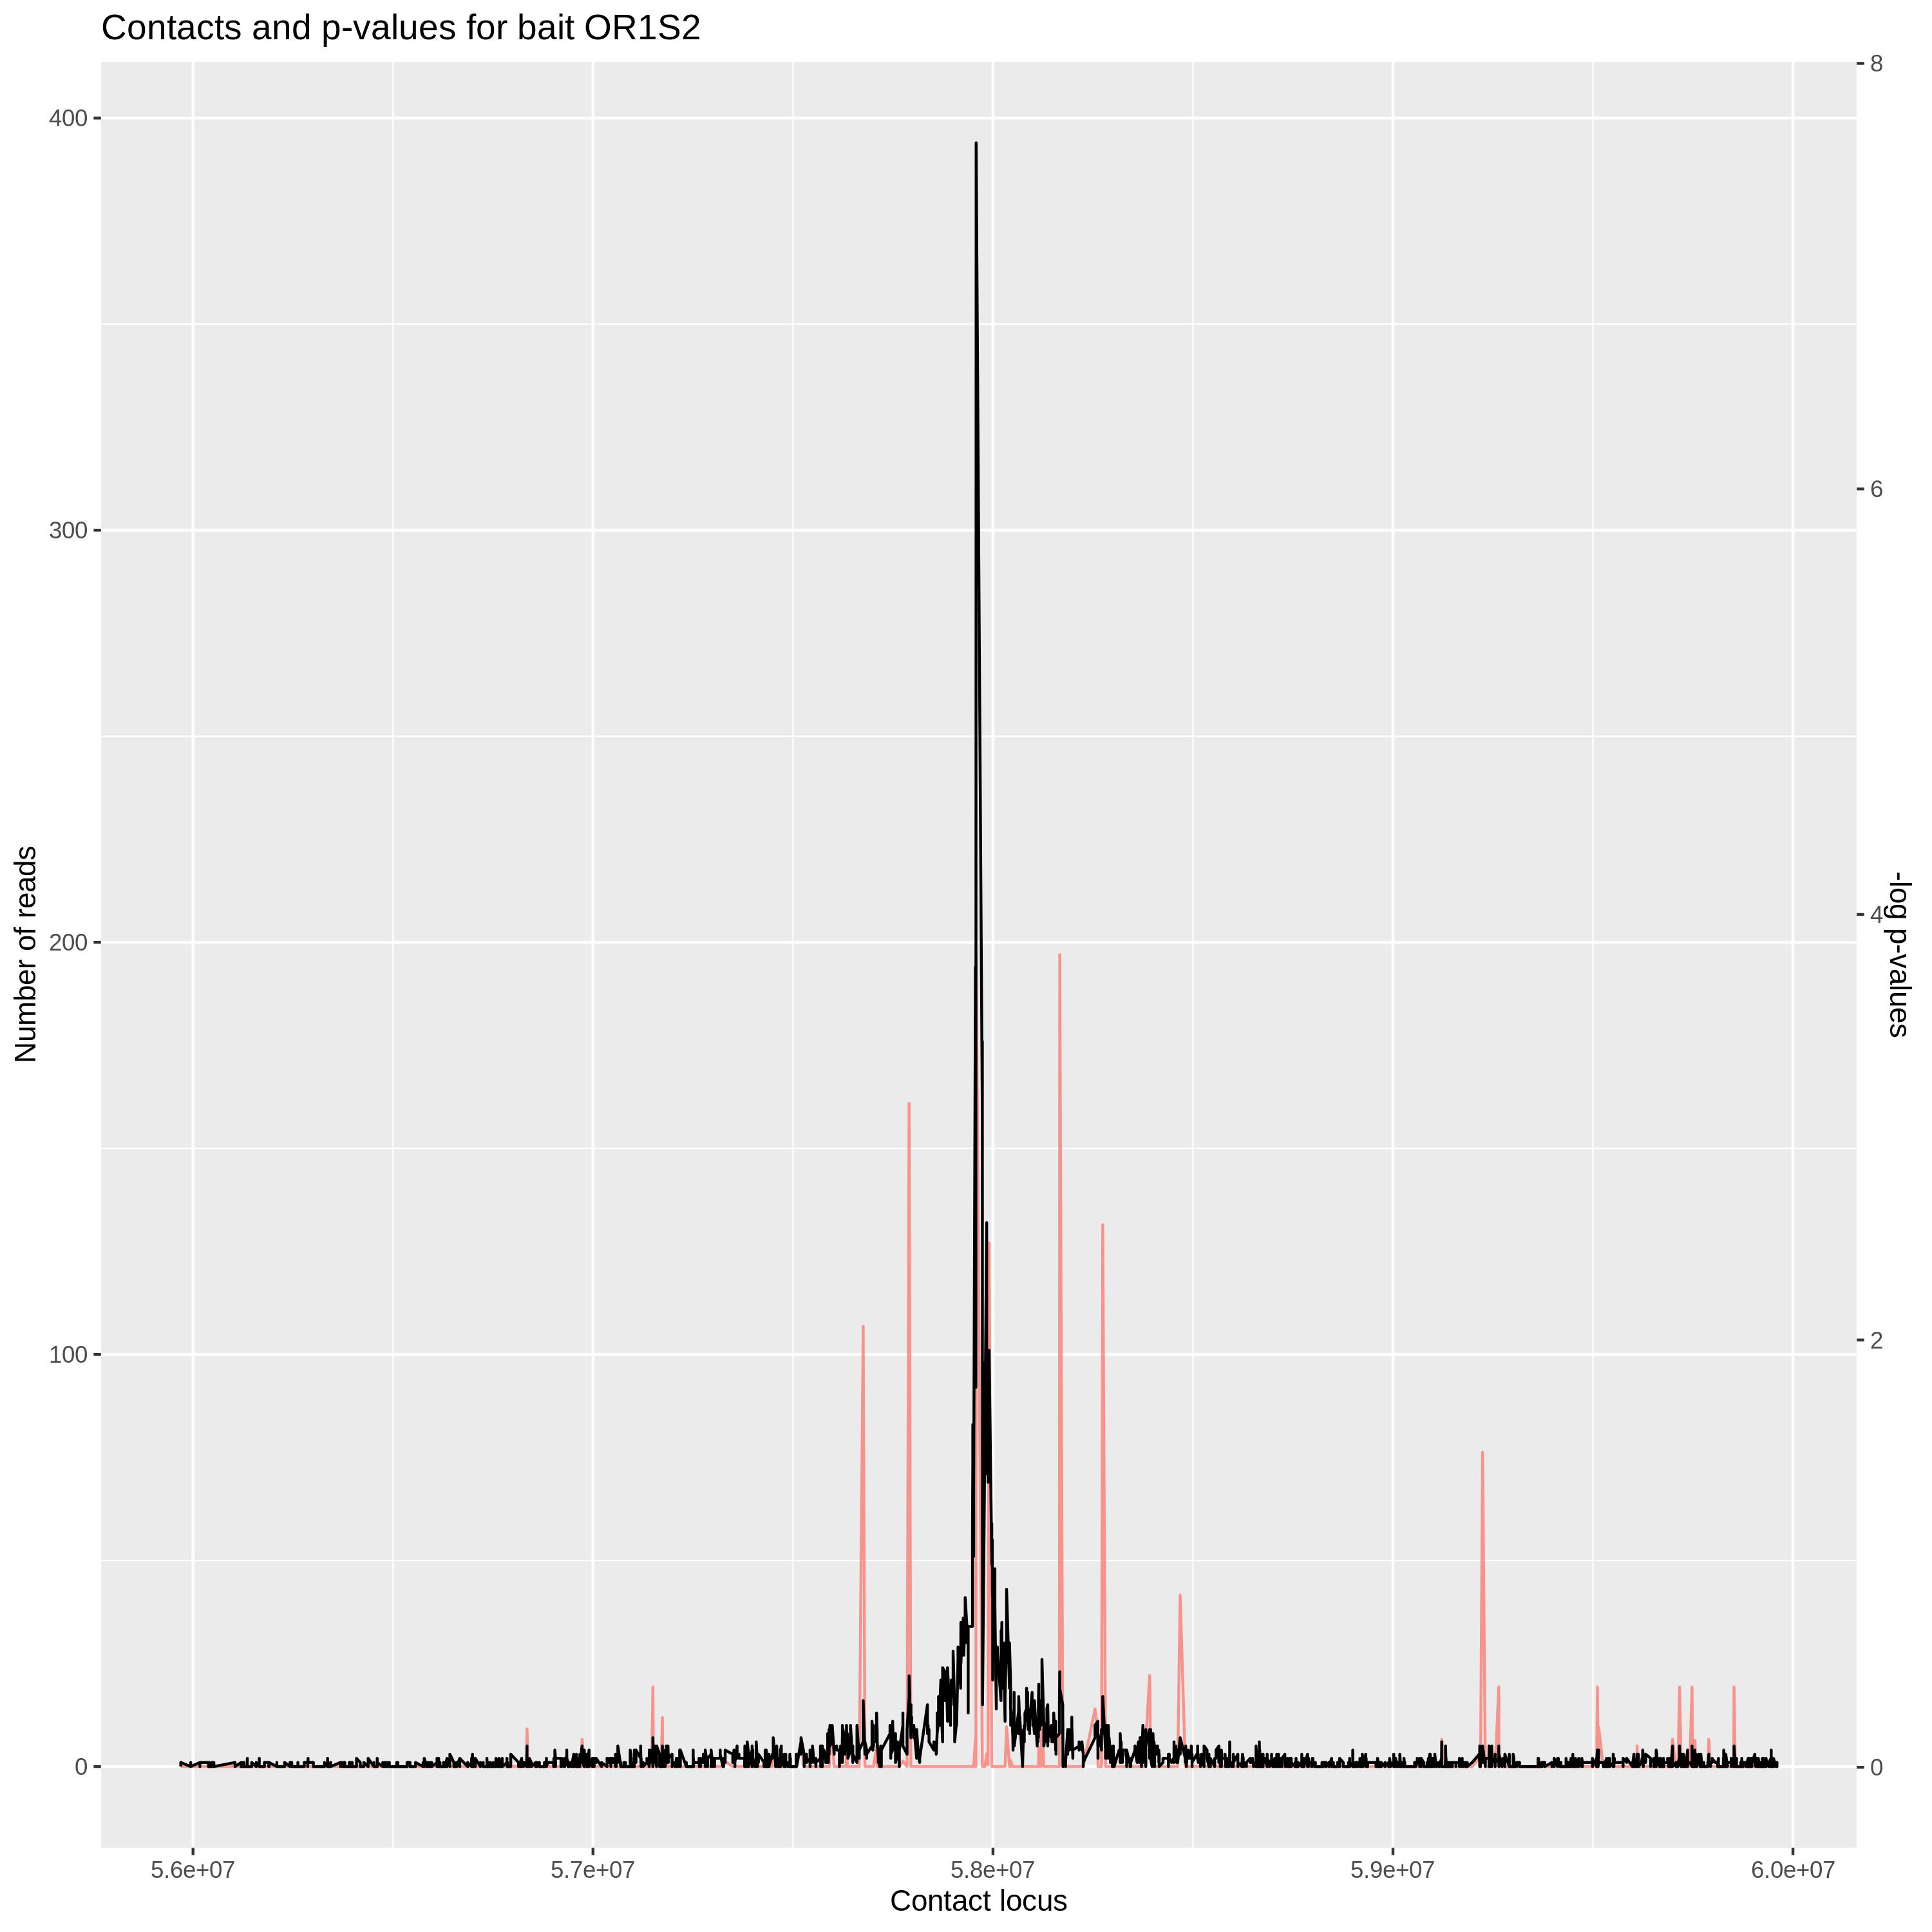 Contacts and p-values for bait OR1S2
400
300
200
100
0
Number of reads
8
6
4
2
0
-log p-values
5.6e+07
5.7e+07
5.8e+07
5.9e+07
6.0e+07
Contact locus